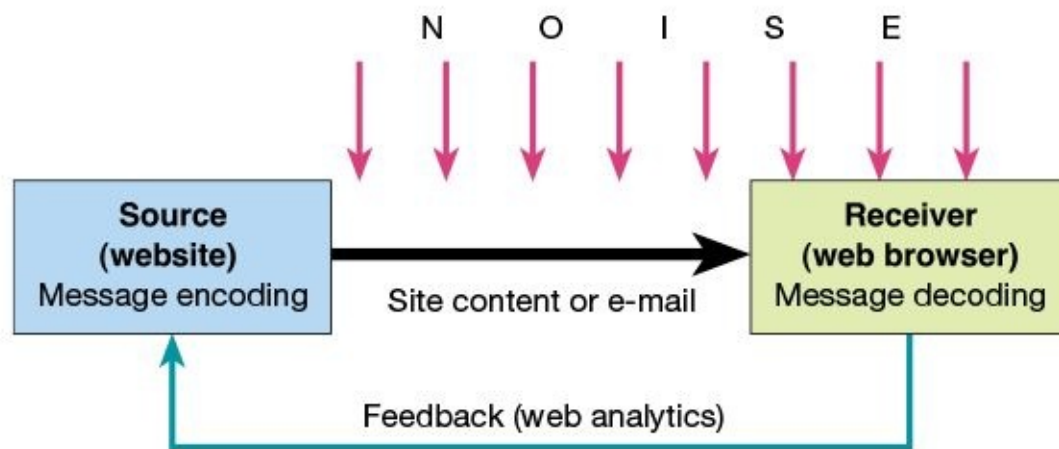 N O I S E
Source
(website)
Message encoding
Site content or e-mail
Receiver
(web browser)
Message decoding
Feedback (web analytics)